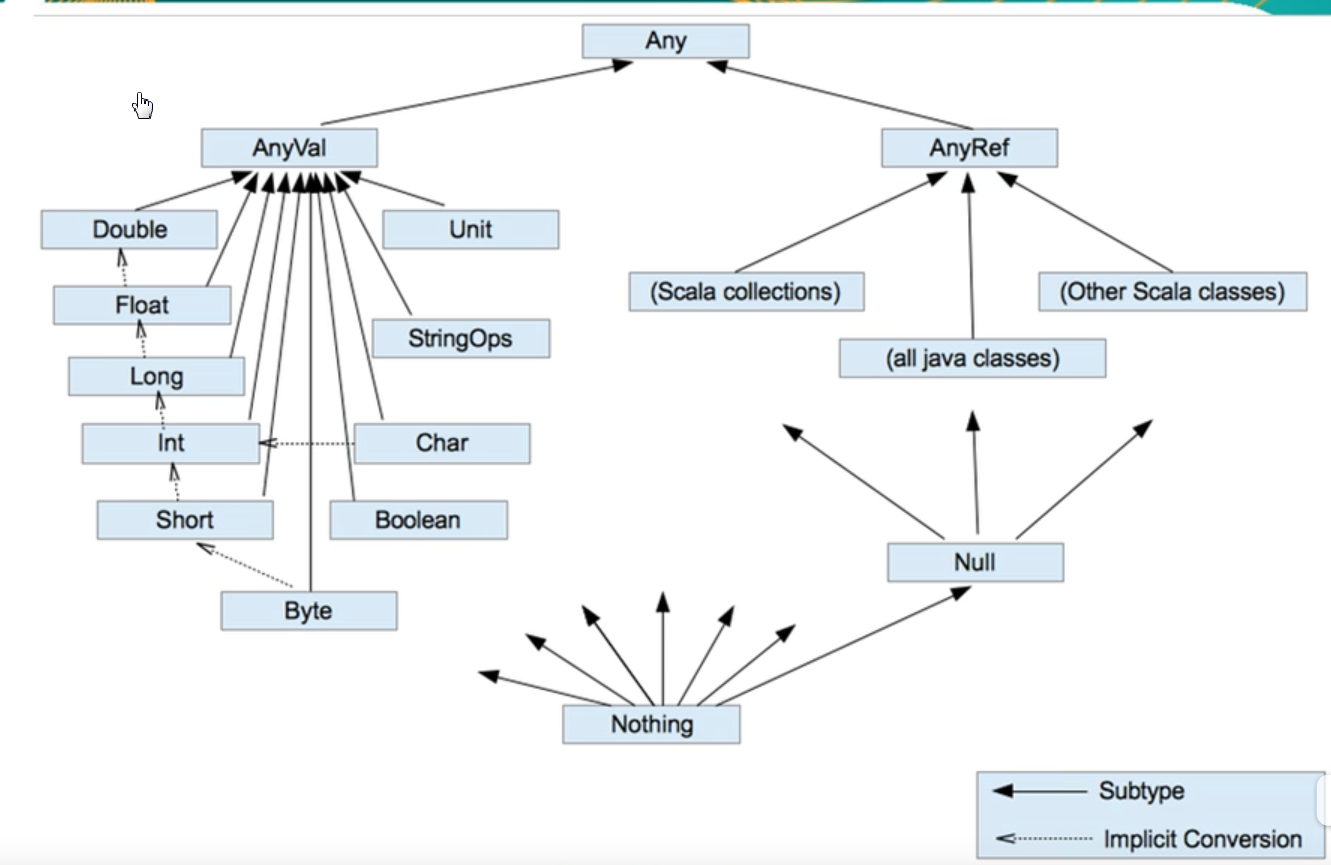 Any
AnyVal
AnyRef
Double
Unit
Float
(Scala collections)
(Other Scala classes)
StringOps
(all java classes)
Long
Int
Char
Short
Boolean
Null
Byte
Nothing
Subtype
Implicit Conversion